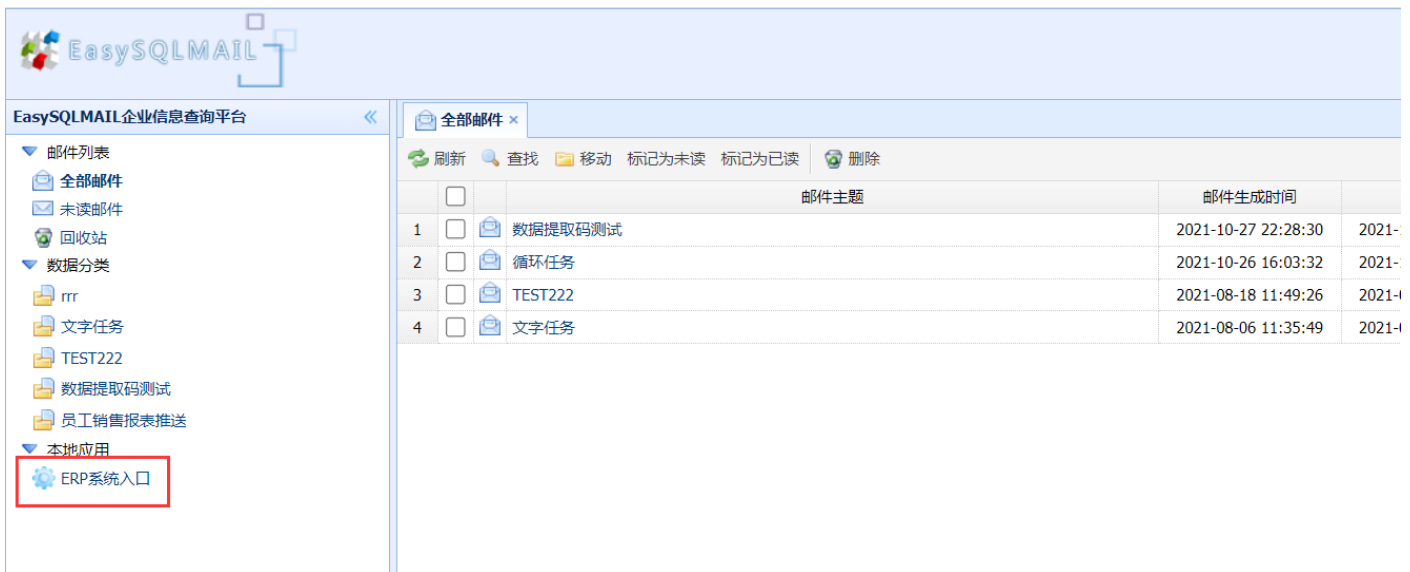 EasySQLMAIL
EasySQLMAIL企业信息查询平台
邮件列表
全部邮件
未读邮件
回收站
数据分类
rrr
文字任务
TEST222
数据提取码测试
员工销售报表推送
本地应用
ERP系统入口
全部邮件 ×
刷新 查找 移动 标记为未读 标记为已读 删除
邮件主题 邮件生成时间
1 数据提取码测试 2021-10-27 22:28:30 2021-
2 循环任务 2021-10-26 16:03:32 2021-
3 TEST222 2021-08-18 11:49:26 2021-
4 文字任务 2021-08-06 11:35:49 2021-